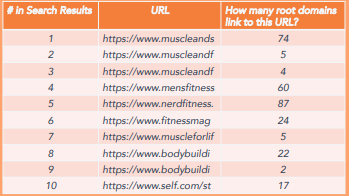 # in Search Results URL How many root domains
link to this URL?
1 https://www.muscleands 74
2 https://www.muscleandf 5
3 https://www.muscleandf 4
4 https://www.mensfitness 60
5 https://www.nerdfitness. 87
6 https://www.fitnessmag 24
7 https://www.muscleforlif 5
8 https://www.bodybuildi 22
9 https://www.bodybuildi 2
10 https://www.self.com/st 17